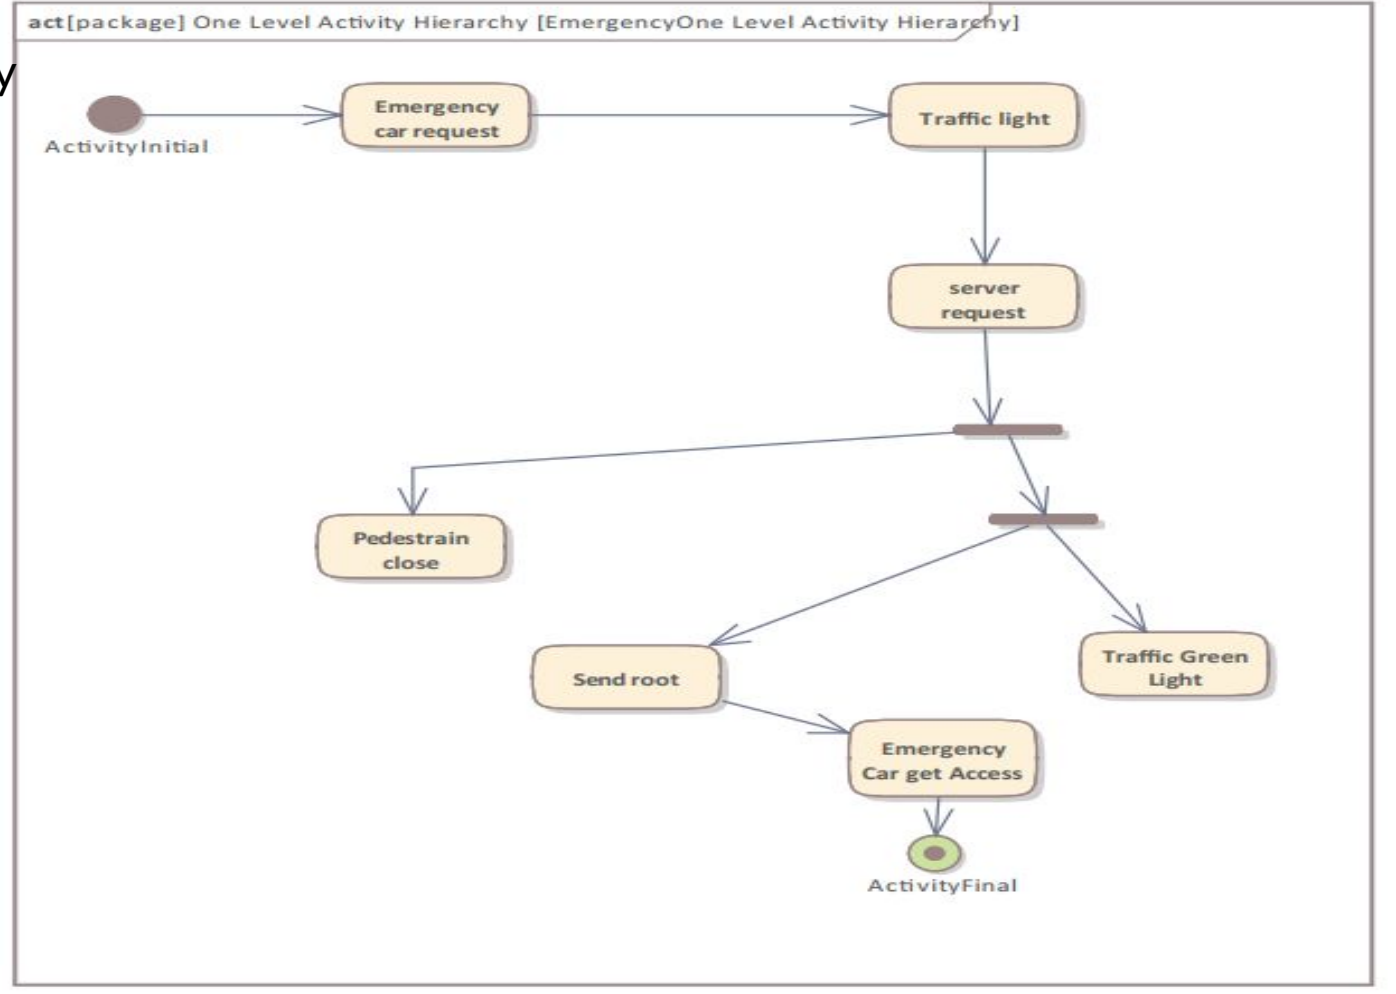 act [package] One Level Activity Hierarchy [EmergencyOne Level Activity Hierarchy]
y
ActivityInitial
Emergency
car request
Traffic light
server
request
Pedestrain
close
Send root
Traffic Green
Light
Emergency
Car get Access
ActivityFinal